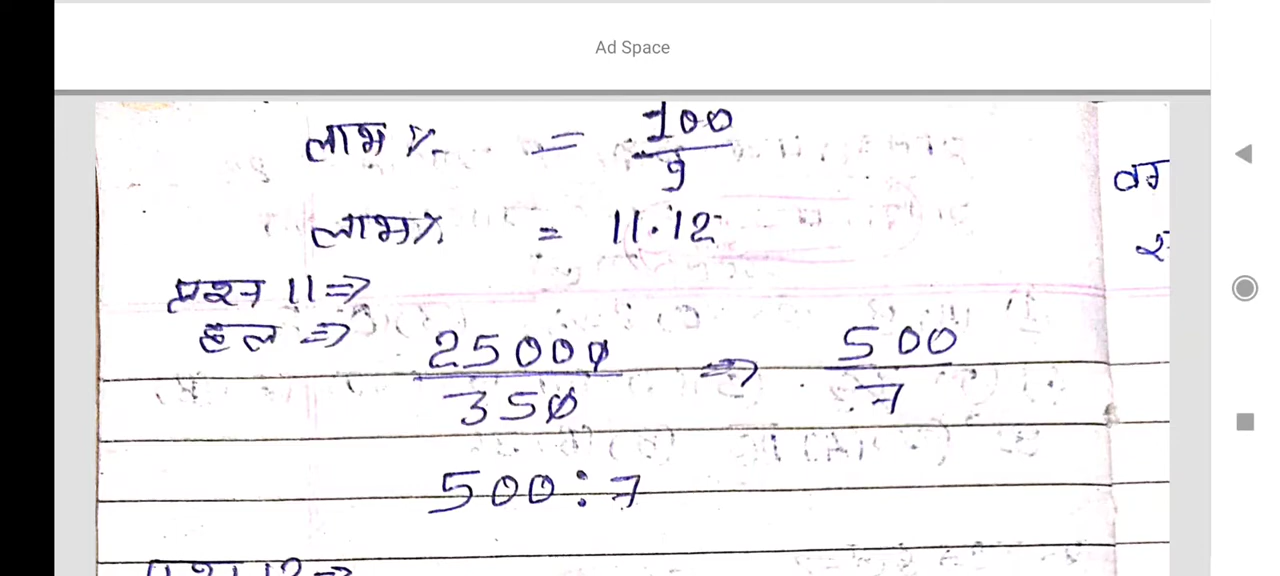 Ad Space
लाभ % = 100/9
लाभ% = 11.12
प्रश्न 11 =>
हल => 25000/350 => 500/7
500 : 7